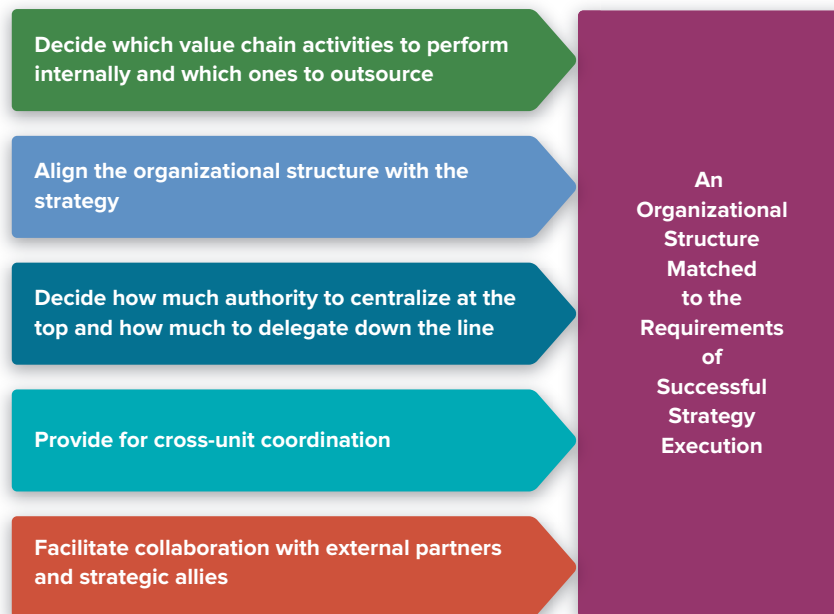 Decide which value chain activities to perform
internally and which ones to outsource
Align the organizational structure with the
strategy
Decide how much authority to centralize at the
top and how much to delegate down the line
Provide for cross-unit coordination
Facilitate collaboration with external partners
and strategic allies
An
Organizational
Structure
Matched
to the
Requirements
of
Successful
Strategy
Execution